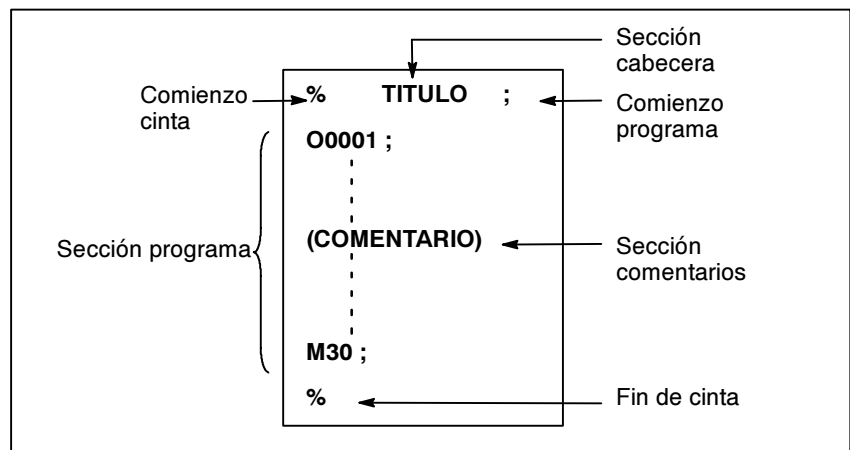 Sección
cabecera
Comienzo
cinta
% TITULO ;
Comienzo
programa
O0001 ;
Sección programa
(COMENTARIO)
Sección
comentarios
M30 ;
%
Fin de cinta